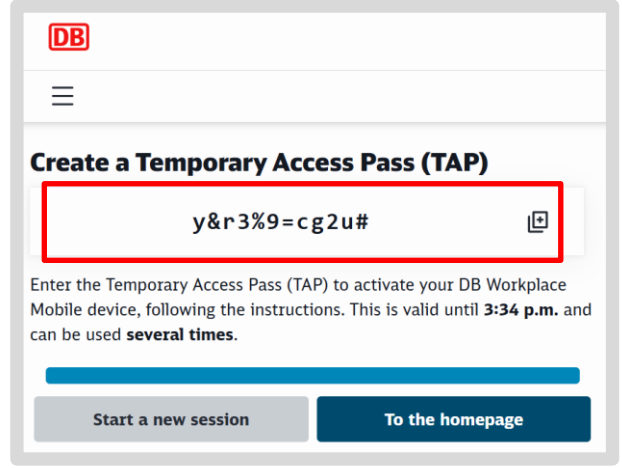 DB
Create a Temporary Access Pass (TAP)
y&r3%9=cg2u#
Enter the Temporary Access Pass (TAP) to activate your DB Workplace
Mobile device, following the instructions. This is valid until 3:34 p.m. and
can be used several times.
Start a new session
To the homepage